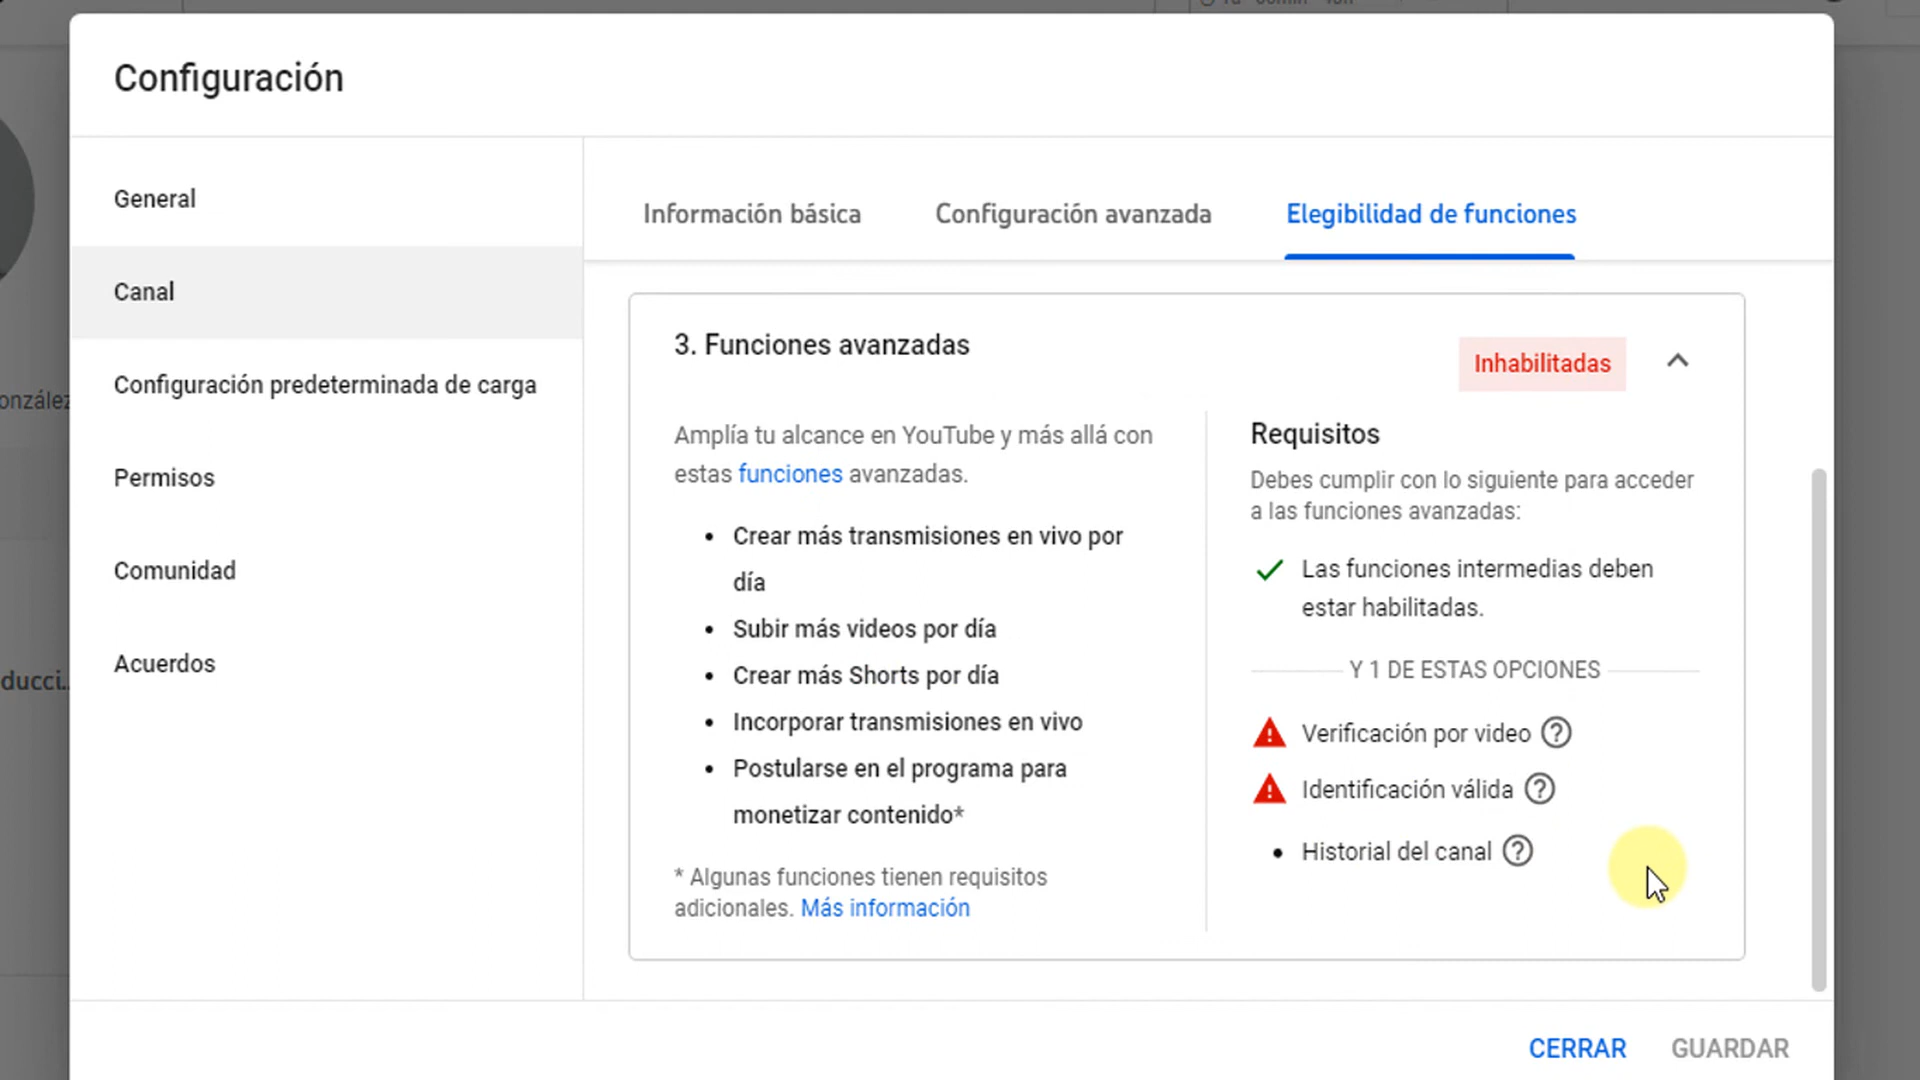 Configuración
General
Canal
Configuración predeterminada de carga
Permisos
Comunidad
Acuerdos
Información básica
Configuración avanzada
Elegibilidad de funciones
3. Funciones avanzadas
Inhabilitadas
Amplía tu alcance en YouTube y más allá con
estas funciones avanzadas.
• Crear más transmisiones en vivo por
día
• Subir más videos por día
• Crear más Shorts por día
• Incorporar transmisiones en vivo
• Postularse en el programa para
monetizar contenido*
* Algunas funciones tienen requisitos
adicionales. Más información
Requisitos
Debes cumplir con lo siguiente para acceder
a las funciones avanzadas:
Las funciones intermedias deben
estar habilitadas.
Y 1 DE ESTAS OPCIONES
Verificación por video
Identificación válida
• Historial del canal
onzález
ducci...
CERRAR
GUARDAR